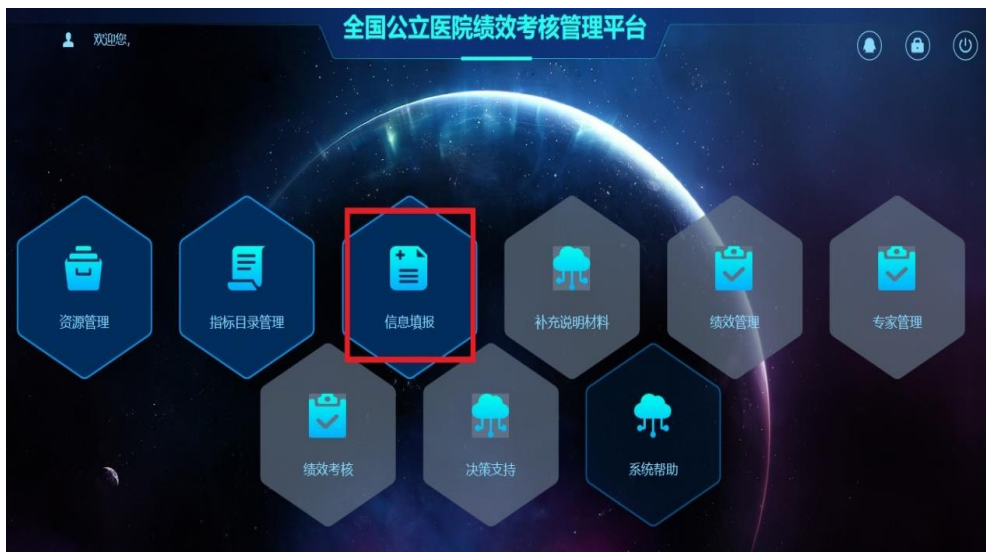 全国公立医院绩效考核管理平台
欢迎您,
资源管理
指标目录管理
信息填报
补充说明材料
绩效管理
专家管理
绩效考核
决策支持
系统帮助